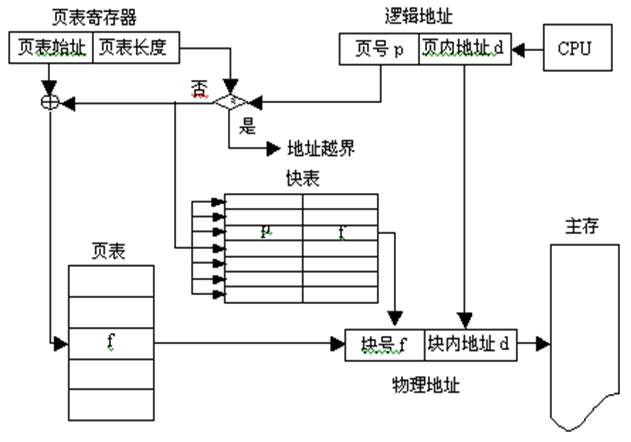 页表寄存器
逻辑地址
页表始址 页表长度
页号 p 页内地址 d
CPU
否
是
地址越界
快表
p f
主存
页表
f
块号 f 块内地址 d
物理地址